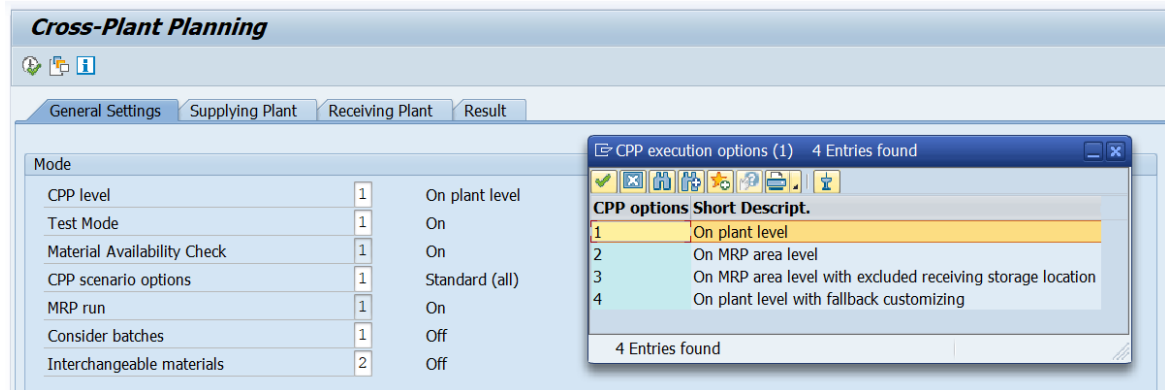 Cross-Plant Planning
General Settings Supplying Plant Receiving Plant Result
Mode
CPP level 1 On plant level
Test Mode 1 On
Material Availability Check 1 On
CPP scenario options 1 Standard (all)
MRP run 1 On
Consider batches 1 Off
Interchangeable materials 2 Off
CPP execution options (1) 4 Entries found
CPP options Short Descript.
1 On plant level
2 On MRP area level
3 On MRP area level with excluded receiving storage location
4 On plant level with fallback customizing
4 Entries found